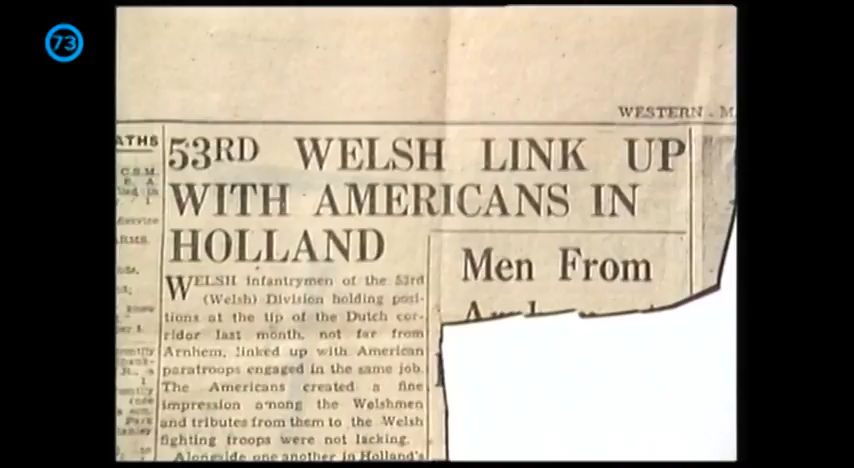 73
WESTERN M
ATHS
53RD WELSH LINK UP
WITH AMERICANS IN
HOLLAND
Men From
WELSH infantrymen of the 53rd
(Welsh) Division holding posi-
tions at the tip of the Dutch cor-
ridor last month, not far from
Arnhem, linked up with American
paratroops engaged in the same job.
The Americans created a fine
impression among the Welshmen
and tributes from them to the Welsh
fighting troops were not lacking.
Alongside one another in Holland's